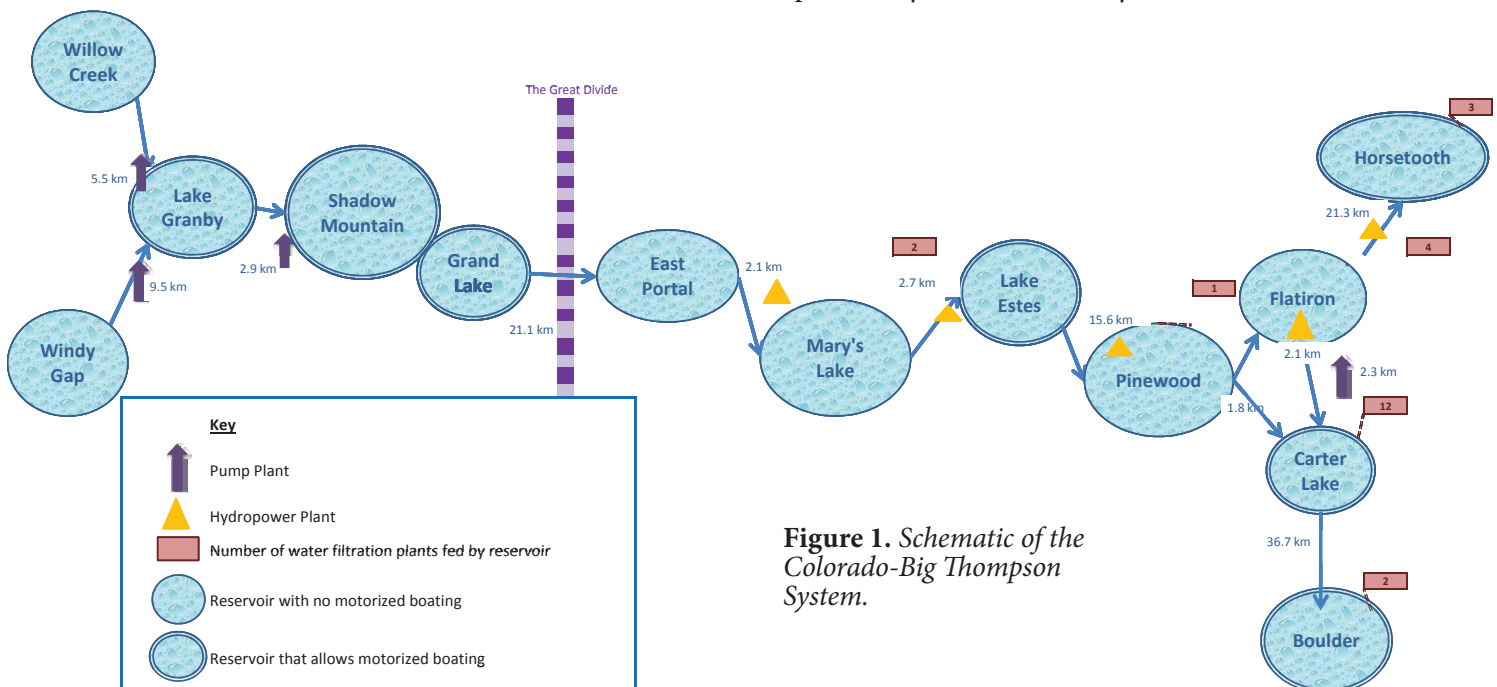 Willow
Creek
The Great Divide
3
Horsetooth
5.5 km
Lake
Granby
Shadow
Mountain
21.3 km
2.9 km
9.5 km
Grand
Lake
East
Portal
2.1 km
2
2.7 km
Lake
Estes
4
1
Flatiron
21.1 km
Windy
Gap
Mary's
Lake
15.6 km
Pinewood
2.1 km
2.3 km
1.8 km
12
Carter
Lake
36.7 km
2
Boulder
Key
Pump Plant
Hydropower Plant
Number of water filtration plants fed by reservoir
Reservoir with no motorized boating
Reservoir that allows motorized boating
Figure 1. Schematic of the
Colorado-Big Thompson
System.